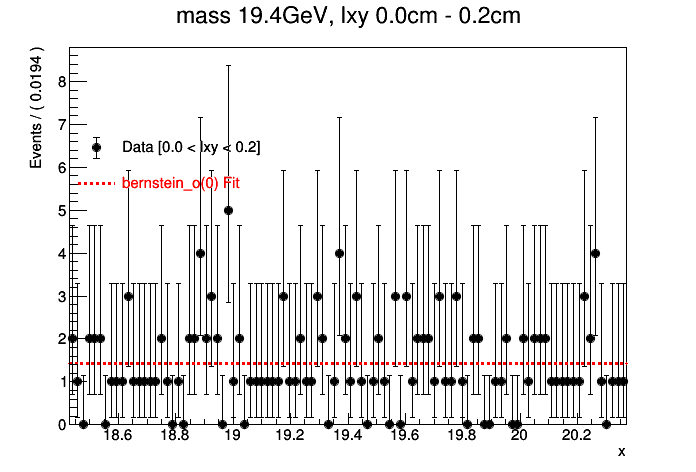 mass 19.4GeV, lxy 0.0cm - 0.2cm
Events / ( 0.0194 )
8
7
6
5
4
3
2
1
0
Data [0.0 < lxy < 0.2]
bernstein_o(0) Fit
18.6 18.8 19 19.2 19.4 19.6 19.8 20 20.2
x